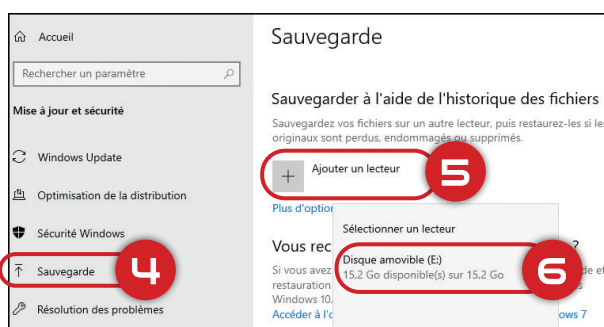 Accueil
Rechercher un paramètre
Mise à jour et sécurité
Windows Update
Optimisation de la distribution
Sécurité Windows
Sauvegarde
4
Résolution des problèmes
Sauvegarde
Sauvegarder à l'aide de l'historique des fichiers
Sauvegardez vos fichiers sur un autre lecteur, puis restaurez-les si les
originaux sont perdus, endommagés ou supprimés.
Ajouter un lecteur
5
Plus d'option
Sélectionner un lecteur
Vous rec ?
Disque amovible (E:)
Si vous avez
15,2 Go disponible(s) sur 15,2 Go
6
de et
restauration
Windows 10.
Accéder à l'o
ows 7